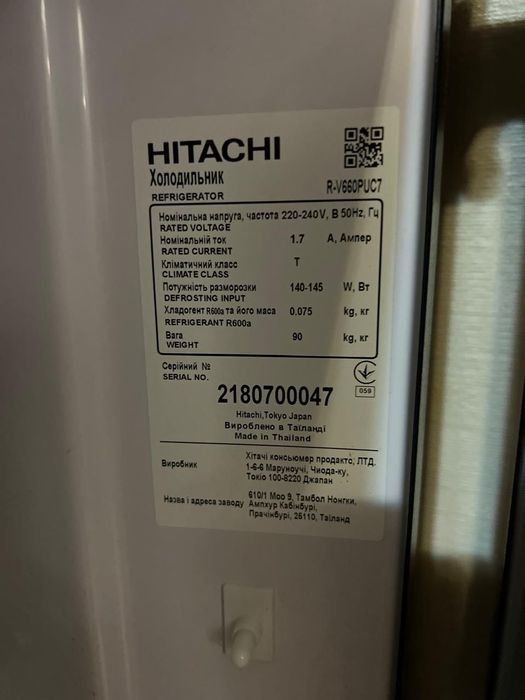 HITACHI
Холодильник
REFRIGERATOR
R-V660PUC7
Номінальна напруга, частота 220-240V, В 50Hz, Гц
RATED VOLTAGE
Номінальній ток 1.7 A, Ампер
RATED CURRENT
Кліматичний класс T
CLIMATE CLASS
Потужність разморозки 140-145 W, Вт
DEFROSTING INPUT
Хладогент R600a та його маса 0.075 kg, кг
REFRIGERANT R600a
Вага 90 kg, кг
WEIGHT
Серійний №
SERIAL NO.
059
2180700047
Hitachi,Tokyo Japan
Вироблено в Таїланді
Made in Thailand
Виробник
Хітачі консьюмер продактс, ЛТД.
1-6-6 Маруноучі, Чиода-ку,
Токіо 100-8220 Джапан
Назва і адреса заводу
610/1 Моо 9, Тамбол Нонгки,
Ампхур Кабінбурі,
Прачінбурі, 26110, Таіланд